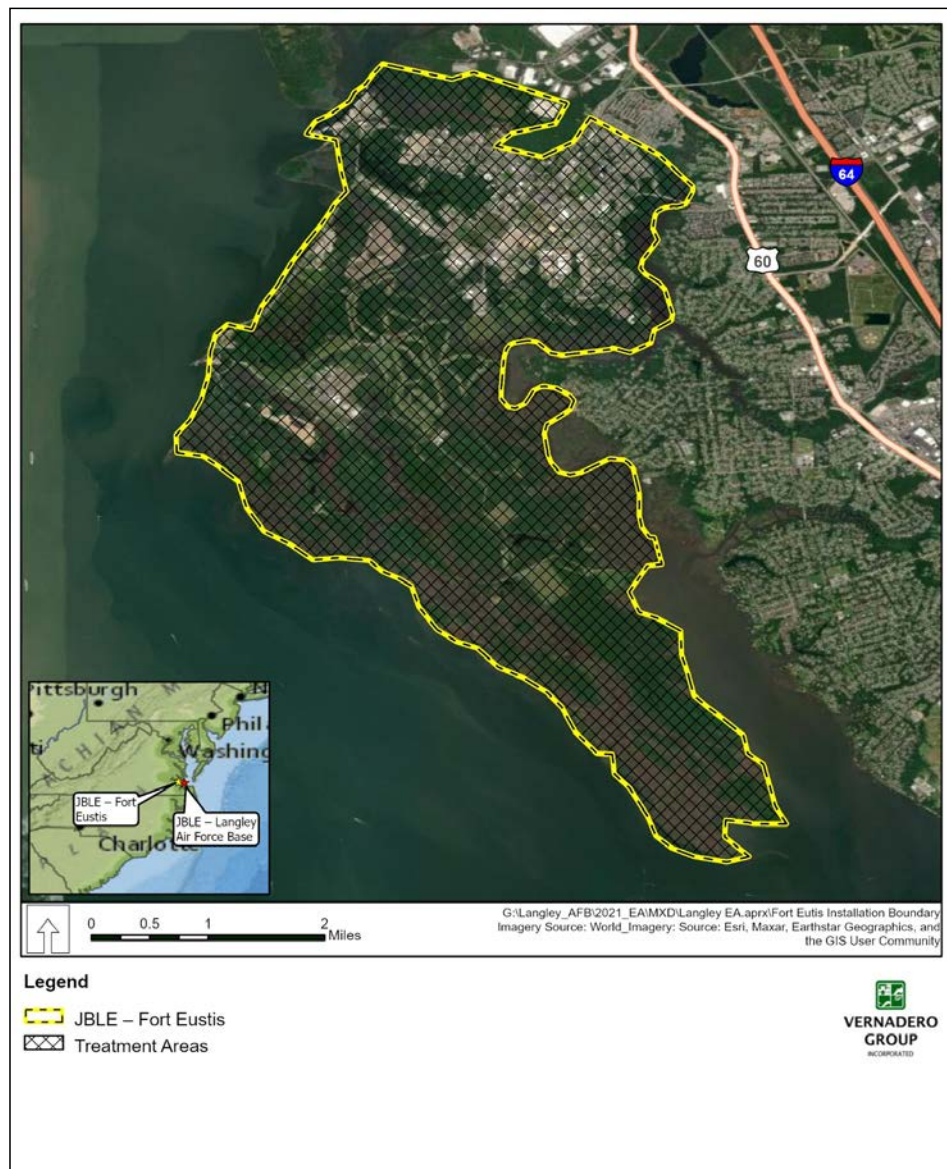 64
60
Pittsburgh
N
CHIAN M
Phil
Washing
JBLE – Fort
Eustis
JBLE – Langley
Air Force Base
Charlotte
0 0.5 1 2
Miles
G:\Langley_AFB\2021_EA\MXD\Langley EA.aprx\Fort Eutis Installation Boundary
Imagery Source: World_Imagery: Source: Esri, Maxar, Earthstar Geographics, and
the GIS User Community
Legend
JBLE – Fort Eustis
Treatment Areas
VERNADERO
GROUP
INCORPORATED